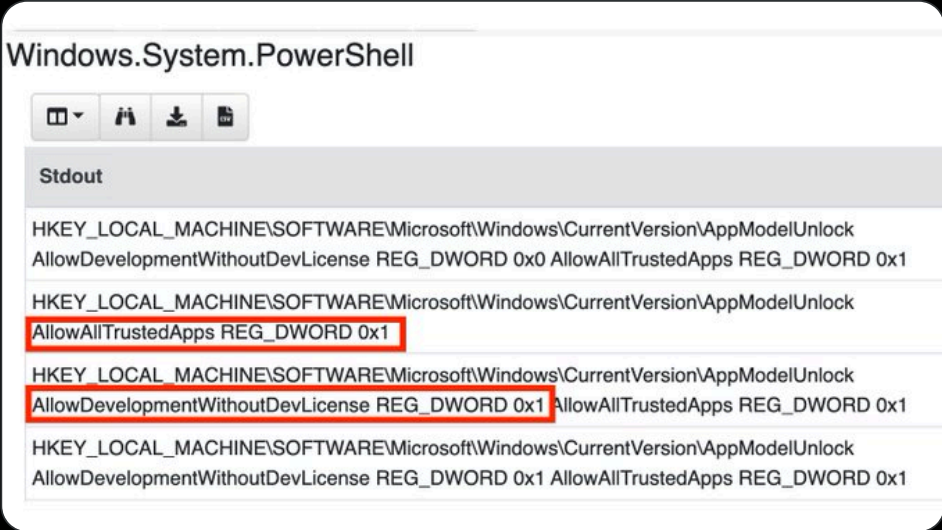 Windows.System.PowerShell
CSV
Stdout
HKEY_LOCAL_MACHINE\SOFTWARE\Microsoft\Windows\CurrentVersion\AppModelUnlock
AllowDevelopmentWithoutDevLicense REG_DWORD 0x0 AllowAllTrustedApps REG_DWORD 0x1
HKEY_LOCAL_MACHINE\SOFTWARE\Microsoft\Windows\CurrentVersion\AppModelUnlock
AllowAllTrustedApps REG_DWORD 0x1
HKEY_LOCAL_MACHINE\SOFTWARE\Microsoft\Windows\CurrentVersion\AppModelUnlock
AllowDevelopmentWithoutDevLicense REG_DWORD 0x1 AllowAllTrustedApps REG_DWORD 0x1
HKEY_LOCAL_MACHINE\SOFTWARE\Microsoft\Windows\CurrentVersion\AppModelUnlock
AllowDevelopmentWithoutDevLicense REG_DWORD 0x1 AllowAllTrustedApps REG_DWORD 0x1